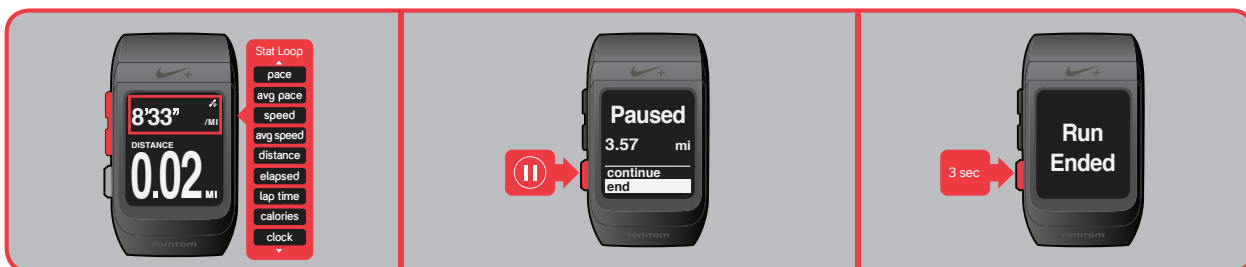 8'33" /MI
DISTANCE
0.02 MI
TOMTOM
Stat Loop
pace
avg pace
speed
avg speed
distance
elapsed
lap time
calories
clock
Paused
3.57 mi
continue
end
TOMTOM
3 sec
Run
Ended
TOMTOM